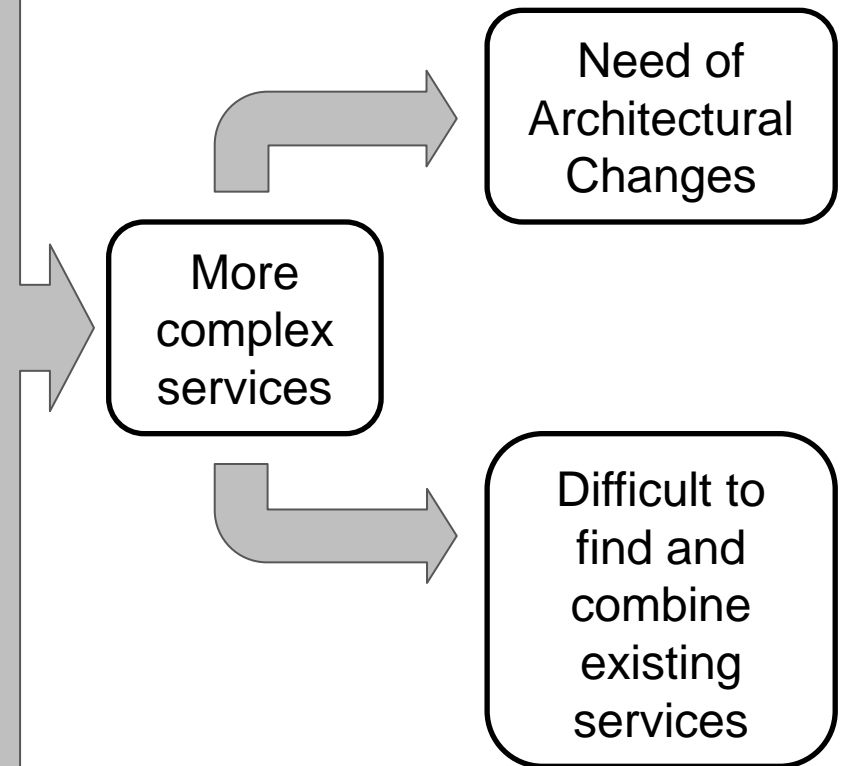 Need of
Architectural
Changes
More
complex
services
Difficult to
find and
combine
existing
services